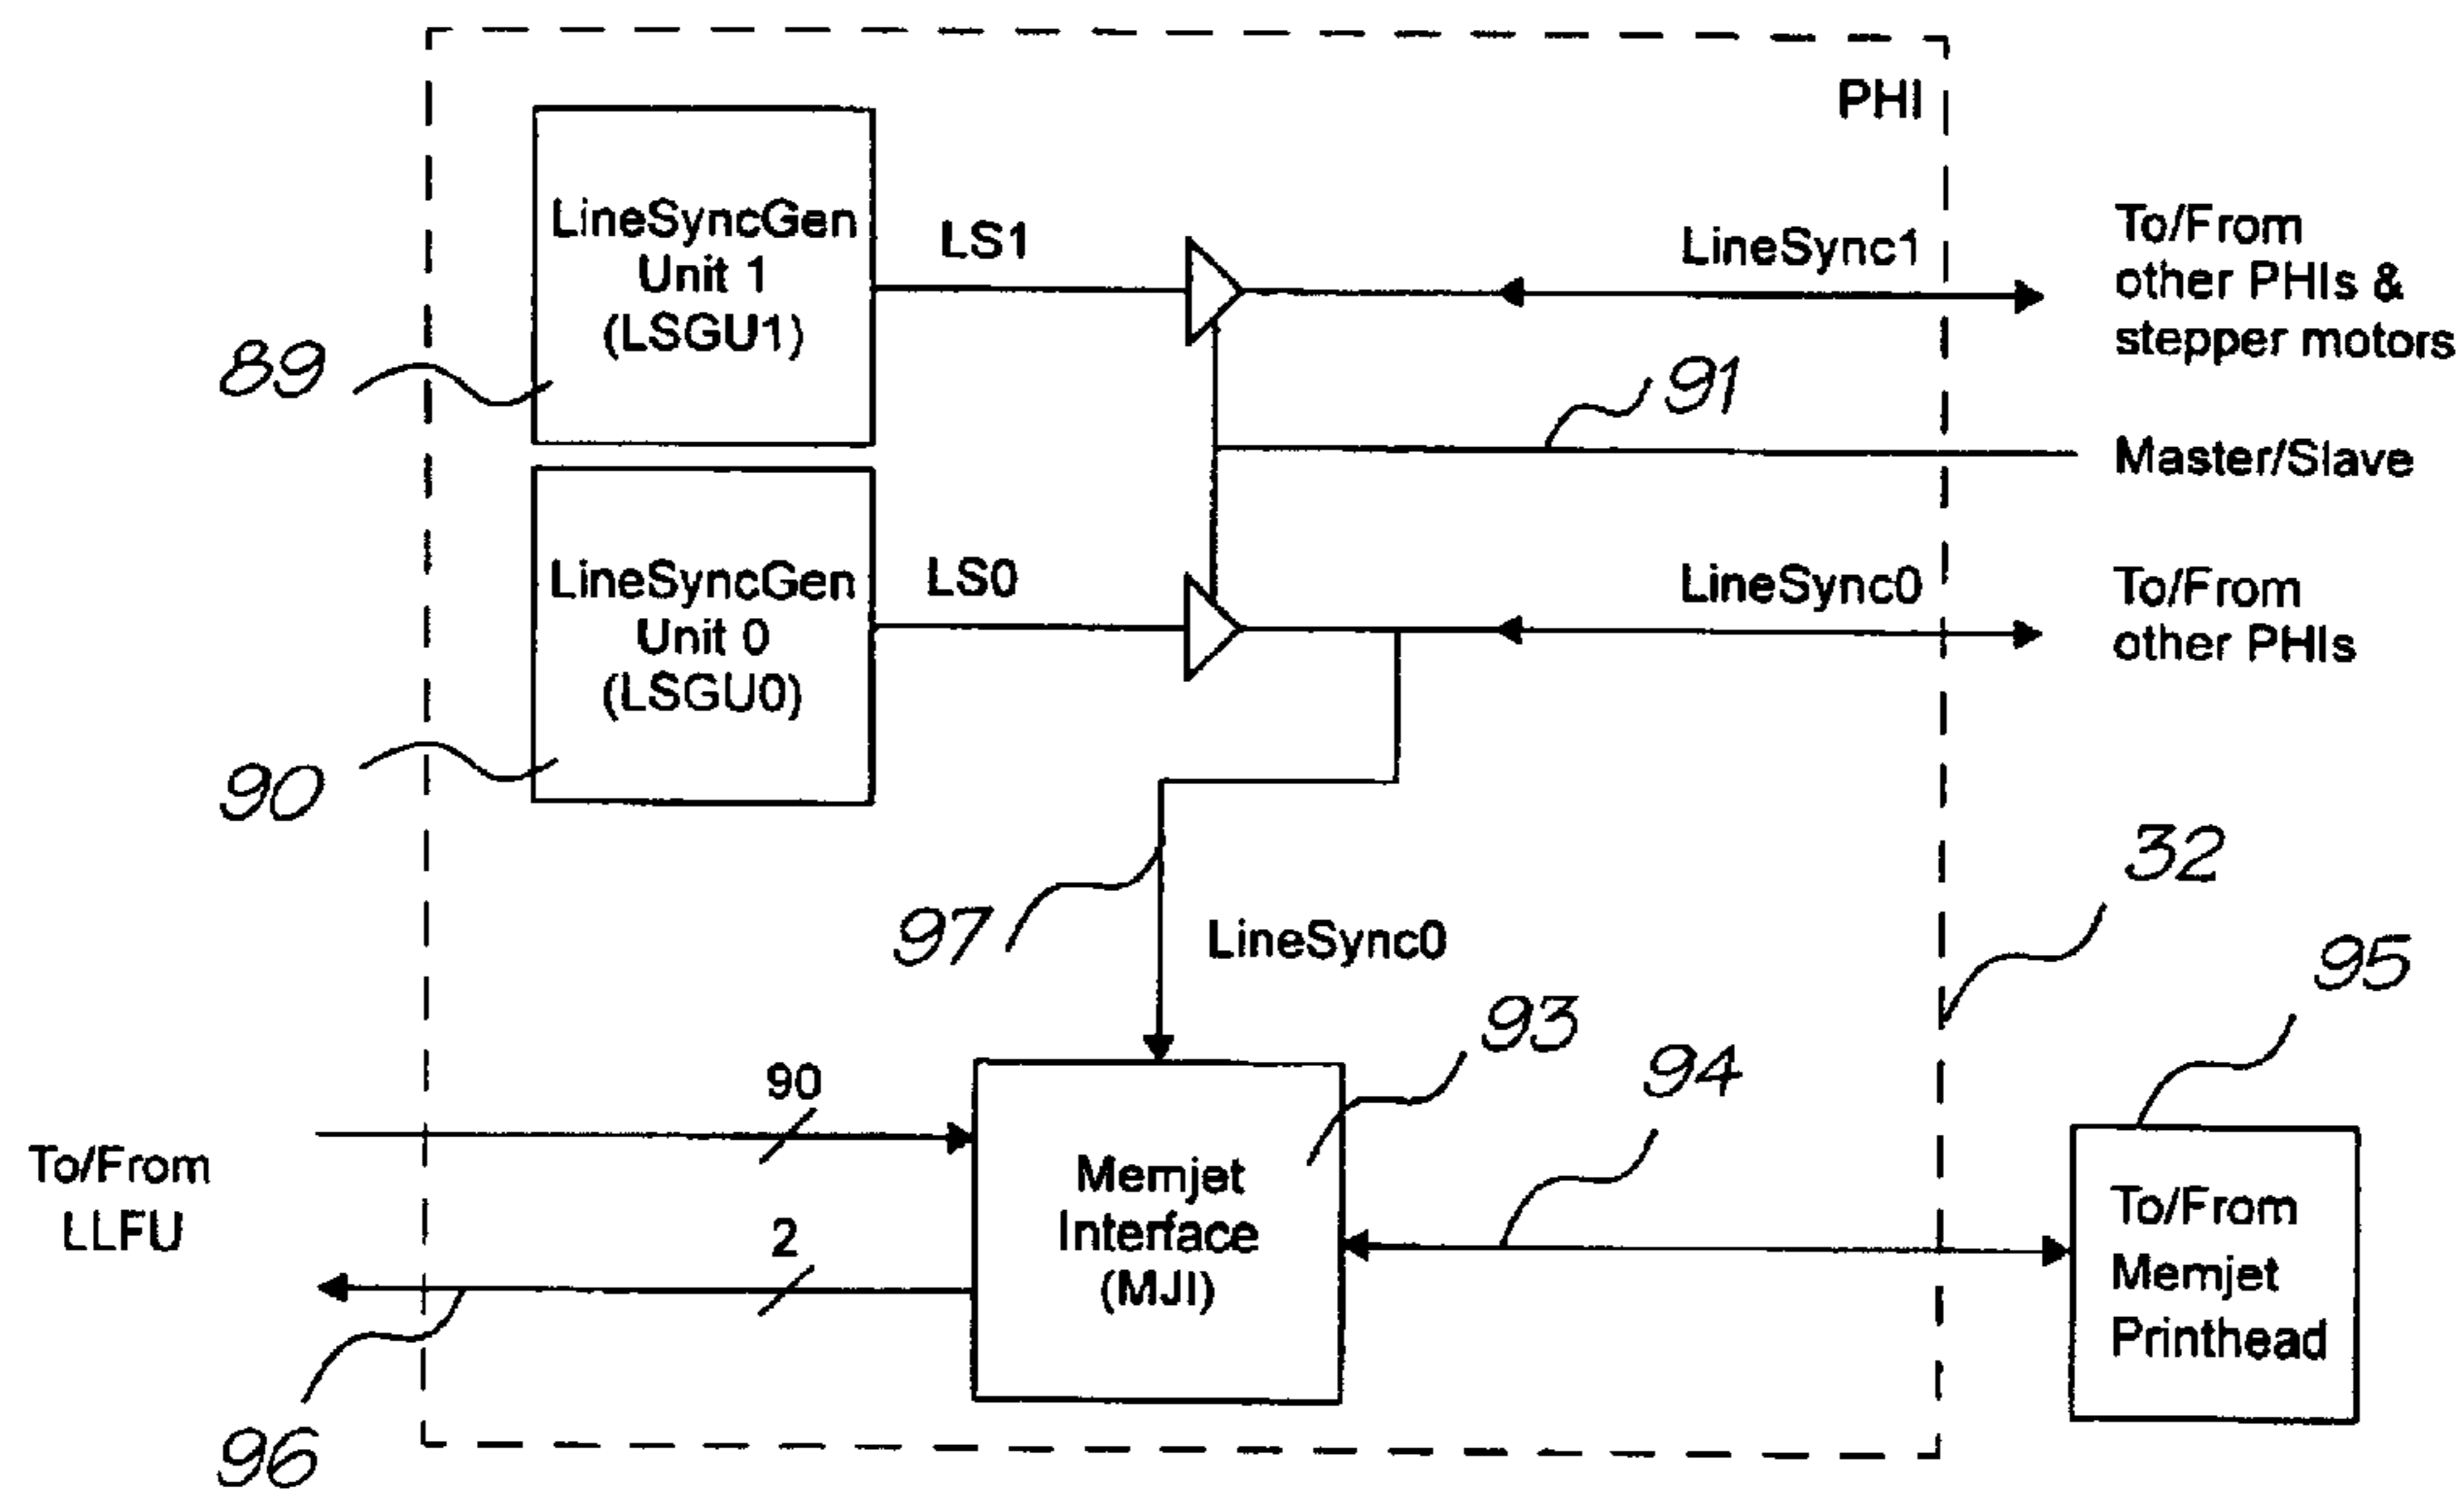 PHI
LineSyncGen
Unit 1
(LSGU1)
LS1
LineSync1
To/From
other PHIs &
stepper motors
89
91
Master/Slave
LineSyncGen
Unit 0
(LSGU0)
LS0
LineSync0
To/From
other PHIs
90
97
LineSync0
32
95
93
94
90
To/From
LLFU
2
Memjet
Interface
(MJI)
To/From
Memjet
Printhead
96